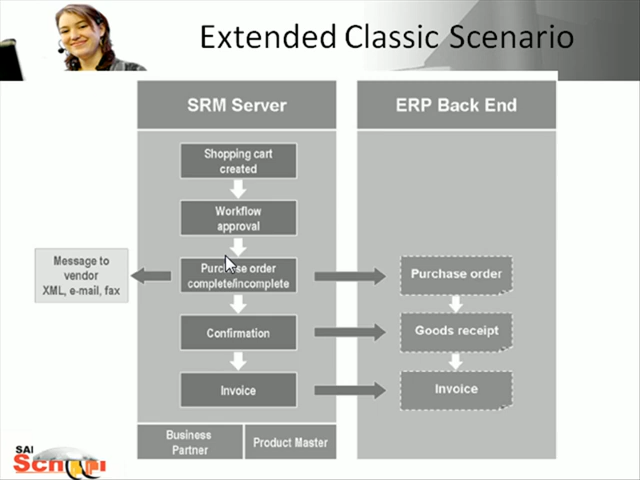 Extended Classic Scenario
SRM Server
ERP Back End
Shopping cart
created
Workflow
approval
Message to
vendor
XML, e-mail, fax
Purchase order
complete/incomplete
Purchase order
Confirmation
Goods receipt
Invoice
Invoice
Business
Partner
Product Master
SAI
School